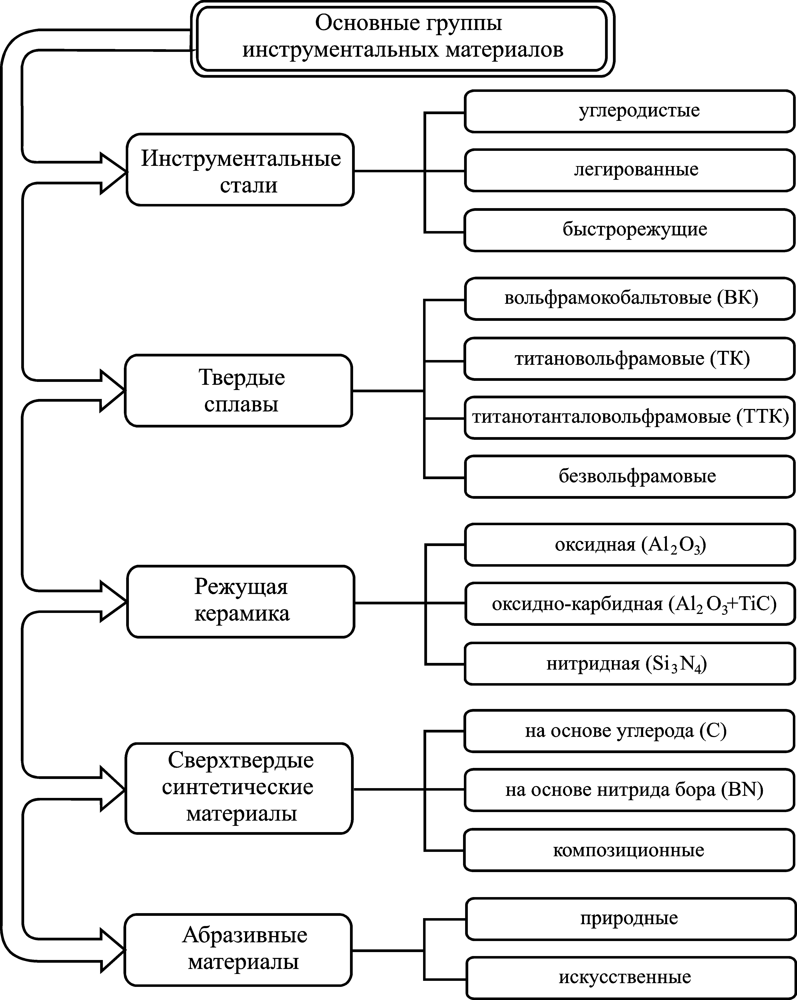 Основные группы
инструментальных материалов
Инструментальные
стали
углеродистые
легированные
быстрорежущие
Твердые
сплавы
вольфрамокобальтовые (ВК)
титановольфрамовые (ТК)
титанотанталовольфрамовые (ТТК)
безвольфрамовые
Режущая
керамика
оксидная (Al₂O₃)
оксидно-карбидная (Al₂O₃+TiC)
нитридная (Si₃N₄)
Сверхтвердые
синтетические
материалы
на основе углерода (С)
на основе нитрида бора (BN)
композиционные
Абразивные
материалы
природные
искусственные